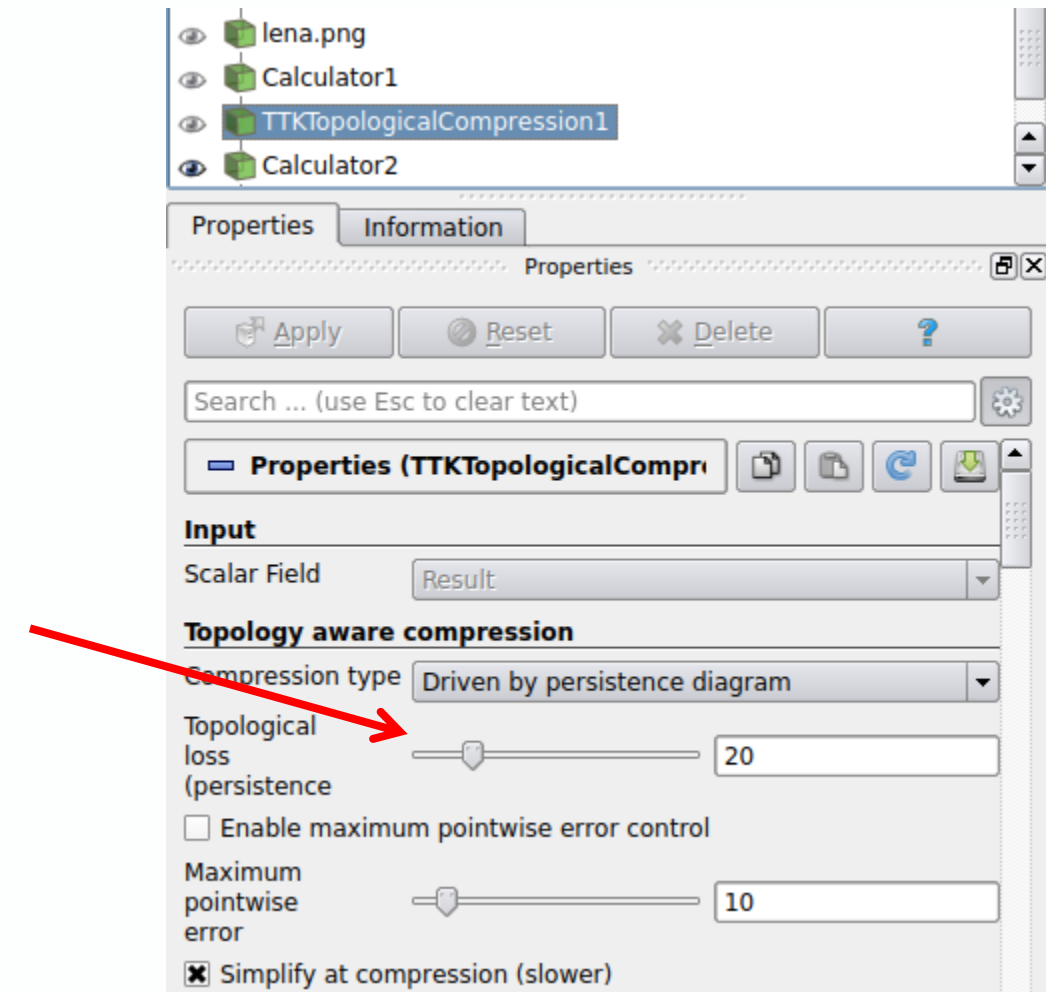 lena.png
Calculator1
TTKTopologicalCompression1
Calculator2
Properties
Information
Properties
Apply
Reset
Delete
?
Search ... (use Esc to clear text)
Properties (TTKTopologicalCompr
Input
Scalar Field
Result
Topology aware compression
Compression type
Driven by persistence diagram
Topological
loss
(persistence
20
Enable maximum pointwise error control
Maximum
pointwise
error
10
Simplify at compression (slower)